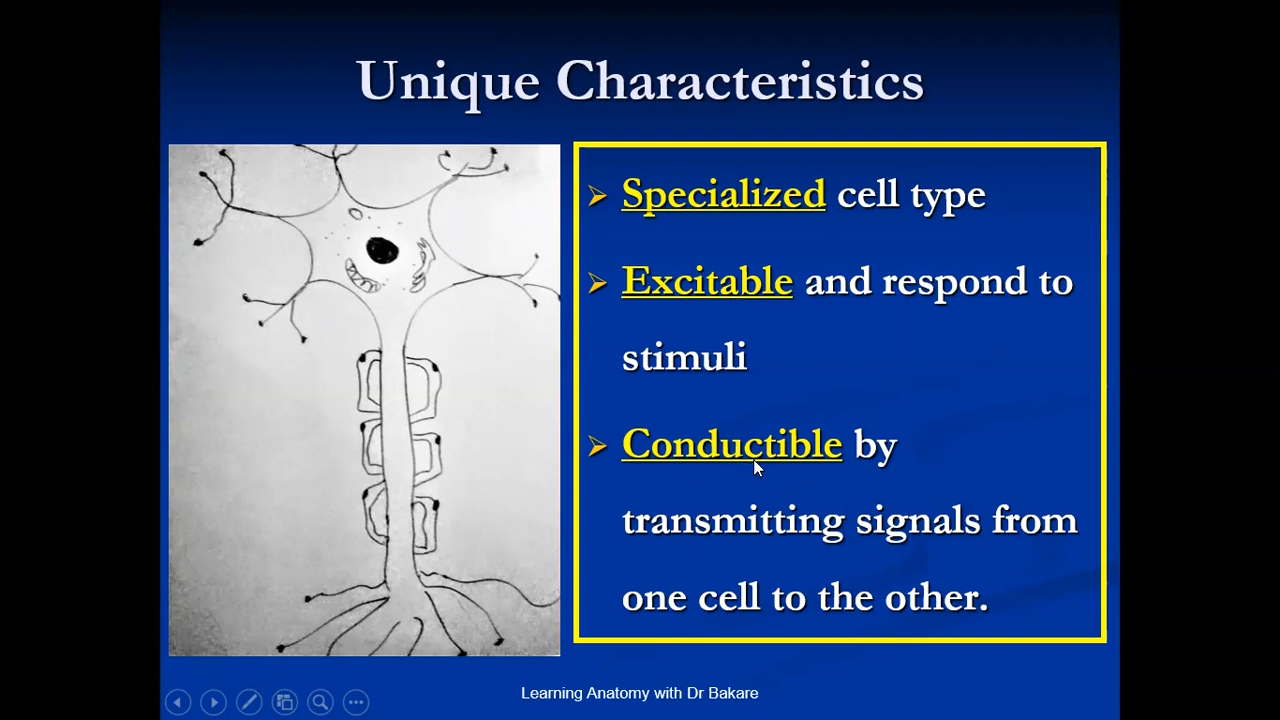 Unique Characteristics
Specialized cell type
Excitable and respond to
stimuli
Conductible by
transmitting signals from
one cell to the other.
Learning Anatomy with Dr Bakare